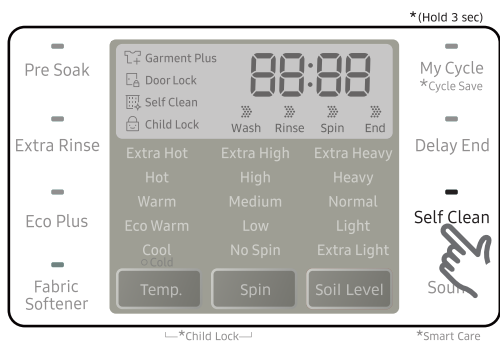 *(Hold 3 sec)
Pre Soak
Extra Rinse
Eco Plus
Fabric
Softener
Garment Plus
Door Lock
Self Clean
Child Lock
88:88
Wash Rinse Spin End
Extra Hot Extra High Extra Heavy
Hot High Heavy
Warm Medium Normal
Eco Warm Low Light
Cool No Spin Extra Light
Cold
Temp. Spin Soil Level
My Cycle
*Cycle Save
Delay End
Self Clean
*Child Lock
*Smart Care